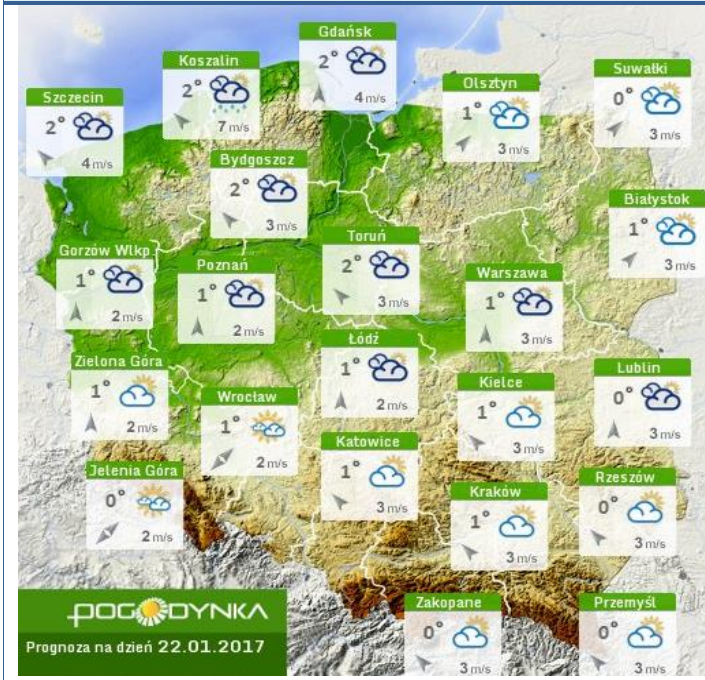 Gdańsk
2°
4 m/s
Koszalin
2°
7 m/s
Szczecin
2°
4 m/s
Olsztyn
1°
3 m/s
Suwałki
0°
3 m/s
Bydgoszcz
2°
3 m/s
Białystok
1°
3 m/s
Gorzów Wlkp.
1°
2 m/s
Poznań
1°
2 m/s
Toruń
2°
3 m/s
Warszawa
1°
3 m/s
Zielona Góra
1°
2 m/s
Łódź
1°
2 m/s
Wrocław
1°
2 m/s
Kielce
1°
3 m/s
Lublin
0°
3 m/s
Katowice
1°
3 m/s
Jelenia Góra
0°
2 m/s
Kraków
1°
3 m/s
Rzeszów
0°
3 m/s
Zakopane
0°
3 m/s
Przemyśl
0°
3 m/s
POGODYNKA
Prognoza na dzień 22.01.2017